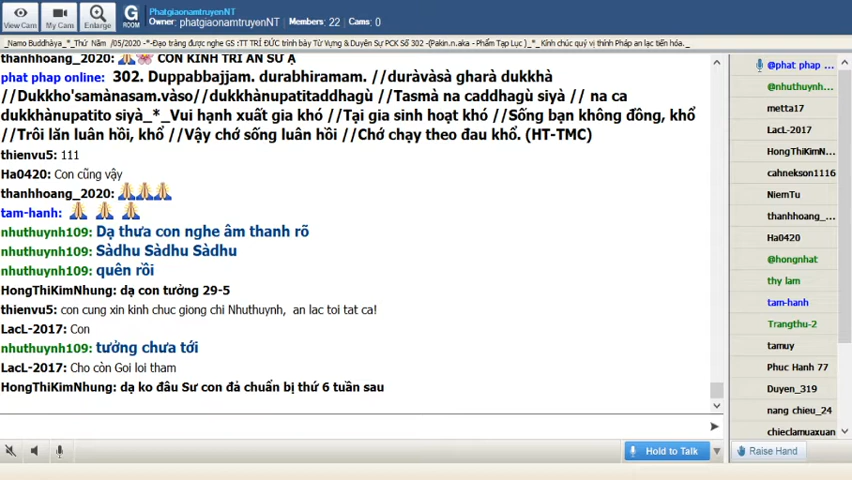 View Cam
My Cam
Enlarge
G
ROOM
PhatgiaonamtruyenNT
Owner: phatgiaonamtruyenNT
Members: 22
Cams: 0
_Namo Buddhàya_*_Thứ Năm /05/2020 -*-Đạo tràng được nghe GS :TT TRÍ ĐỨC trình bày Từ Vựng & Duyên Sự PCK Số 302 -(Pakin.n.aka - Phẩm Tạp Lục )_*_ Kính chúc quý vị thính Pháp an lạc tiến hóa._
thanhhoang_2020: CON KÍNH TRI ÂN SƯ Ạ
phat phap online: 302. Duppabbajjam. durabhiramam. //duràvàsà gharà dukkhà
//Dukkho'samànasam.vàso//dukkhànupatitaddhagù //Tasmà na caddhagù siyà // na ca
dukkhànupatito siyà_*_Vui hạnh xuất gia khó //Tại gia sinh hoạt khó //Sống bạn không đồng, khổ
//Trôi lăn luân hồi, khổ //Vậy chớ sống luân hồi //Chớ chạy theo đau khổ. (HT-TMC)
thienvu5: 111
Ha0420: Con cũng vậy
thanhhoang_2020:
tam-hanh:
nhuthuynh109: Dạ thưa con nghe âm thanh rõ
nhuthuynh109: Sàdhu Sàdhu Sàdhu
nhuthuynh109: quên rồi
HongThiKimNhung: dạ con tưởng 29-5
thienvu5: con cung xin kinh chuc giong chi Nhuthuynh, an lac toi tat ca!
LacL-2017: Con
nhuthuynh109: tưởng chưa tới
LacL-2017: Cho còn Goi loi tham
HongThiKimNhung: dạ ko đâu Sư con đả chuẩn bị thứ 6 tuần sau
@phat phap ...
@nhuthuynh...
metta17
LacL-2017
HongThiKimN...
cahnekson1116
NiemTu
thanhhoang_...
Ha0420
@hongnhat
thy lam
tam-hanh
Trangthu-2
tamuy
Phuc Hanh 77
Duyen_319
nang chieu_24
chieclamuaxuan
Hold to Talk
Raise Hand